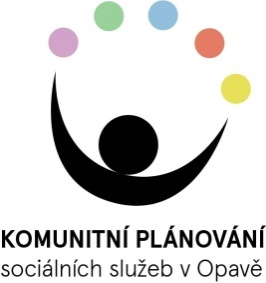 KOMUNITNÍ PLÁNOVÁNÍ
sociálních služeb v Opavě